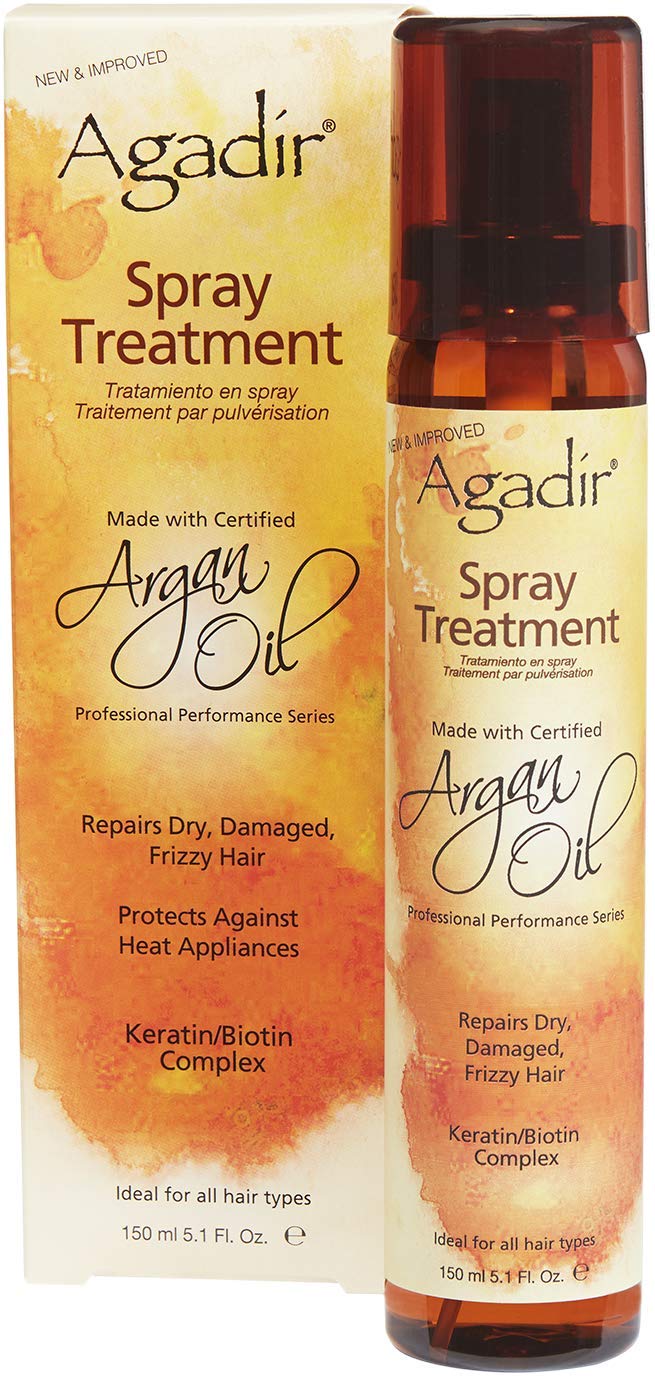 NEW & IMPROVED
Agadir®
Spray
Treatment
Tratamiento en spray
Traitement par pulvérisation
Made with Certified
Argan
Oil
Professional Performance Series
Repairs Dry, Damaged,
Frizzy Hair
Protects Against
Heat Appliances
Keratin/Biotin
Complex
Ideal for all hair types
150 ml 5.1 Fl. Oz. ℮
NEW & IMPROVED
Agadir®
Spray
Treatment
Tratamiento en spray
Traitement par pulvérisation
Made with Certified
Argan
Oil
Professional Performance Series
Repairs Dry,
Damaged,
Frizzy Hair
Keratin/Biotin
Complex
Ideal for all hair types
150 ml 5.1 Fl. Oz. ℮